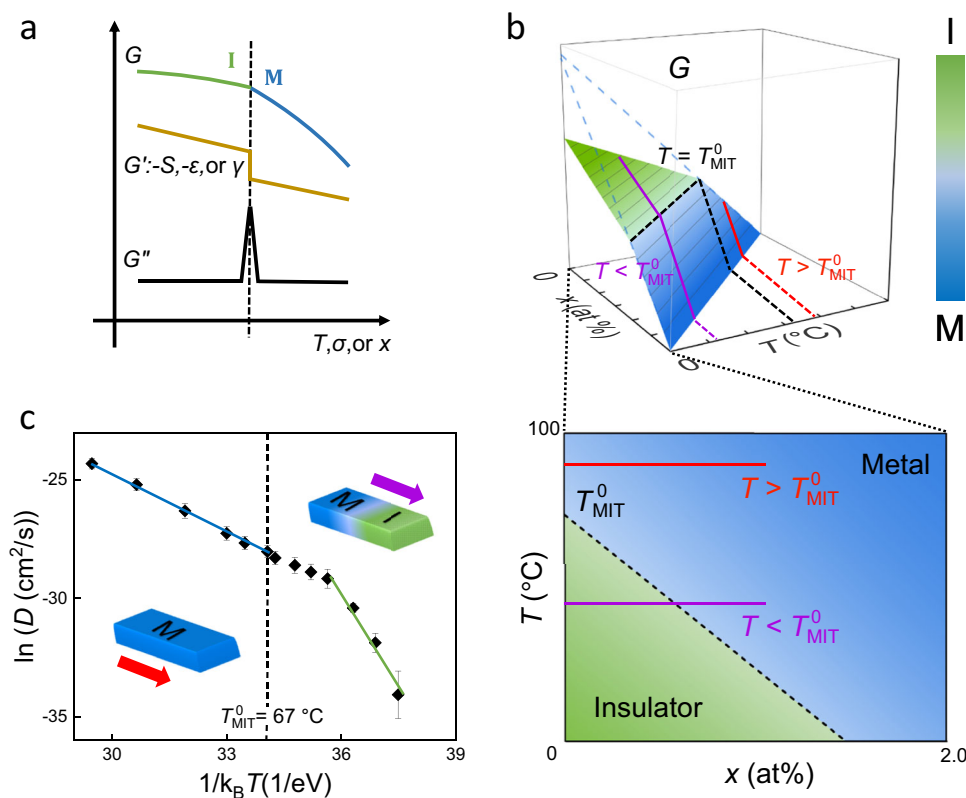 a
G
I
M
G':-S,-ε,or γ
G''
T,σ,or x
b
G
T = T⁰MIT
T < T⁰MIT
T > T⁰MIT
0
x (at%)
0
T (°C)
I
M
c
ln (D (cm²/s))
-25
-30
-35
M
I
M
T⁰MIT= 67 °C
30
33
36
39
1/kBT(1/eV)
100
T (°C)
0
Metal
T > T⁰MIT
T⁰MIT
T < T⁰MIT
Insulator
2.0
x (at%)